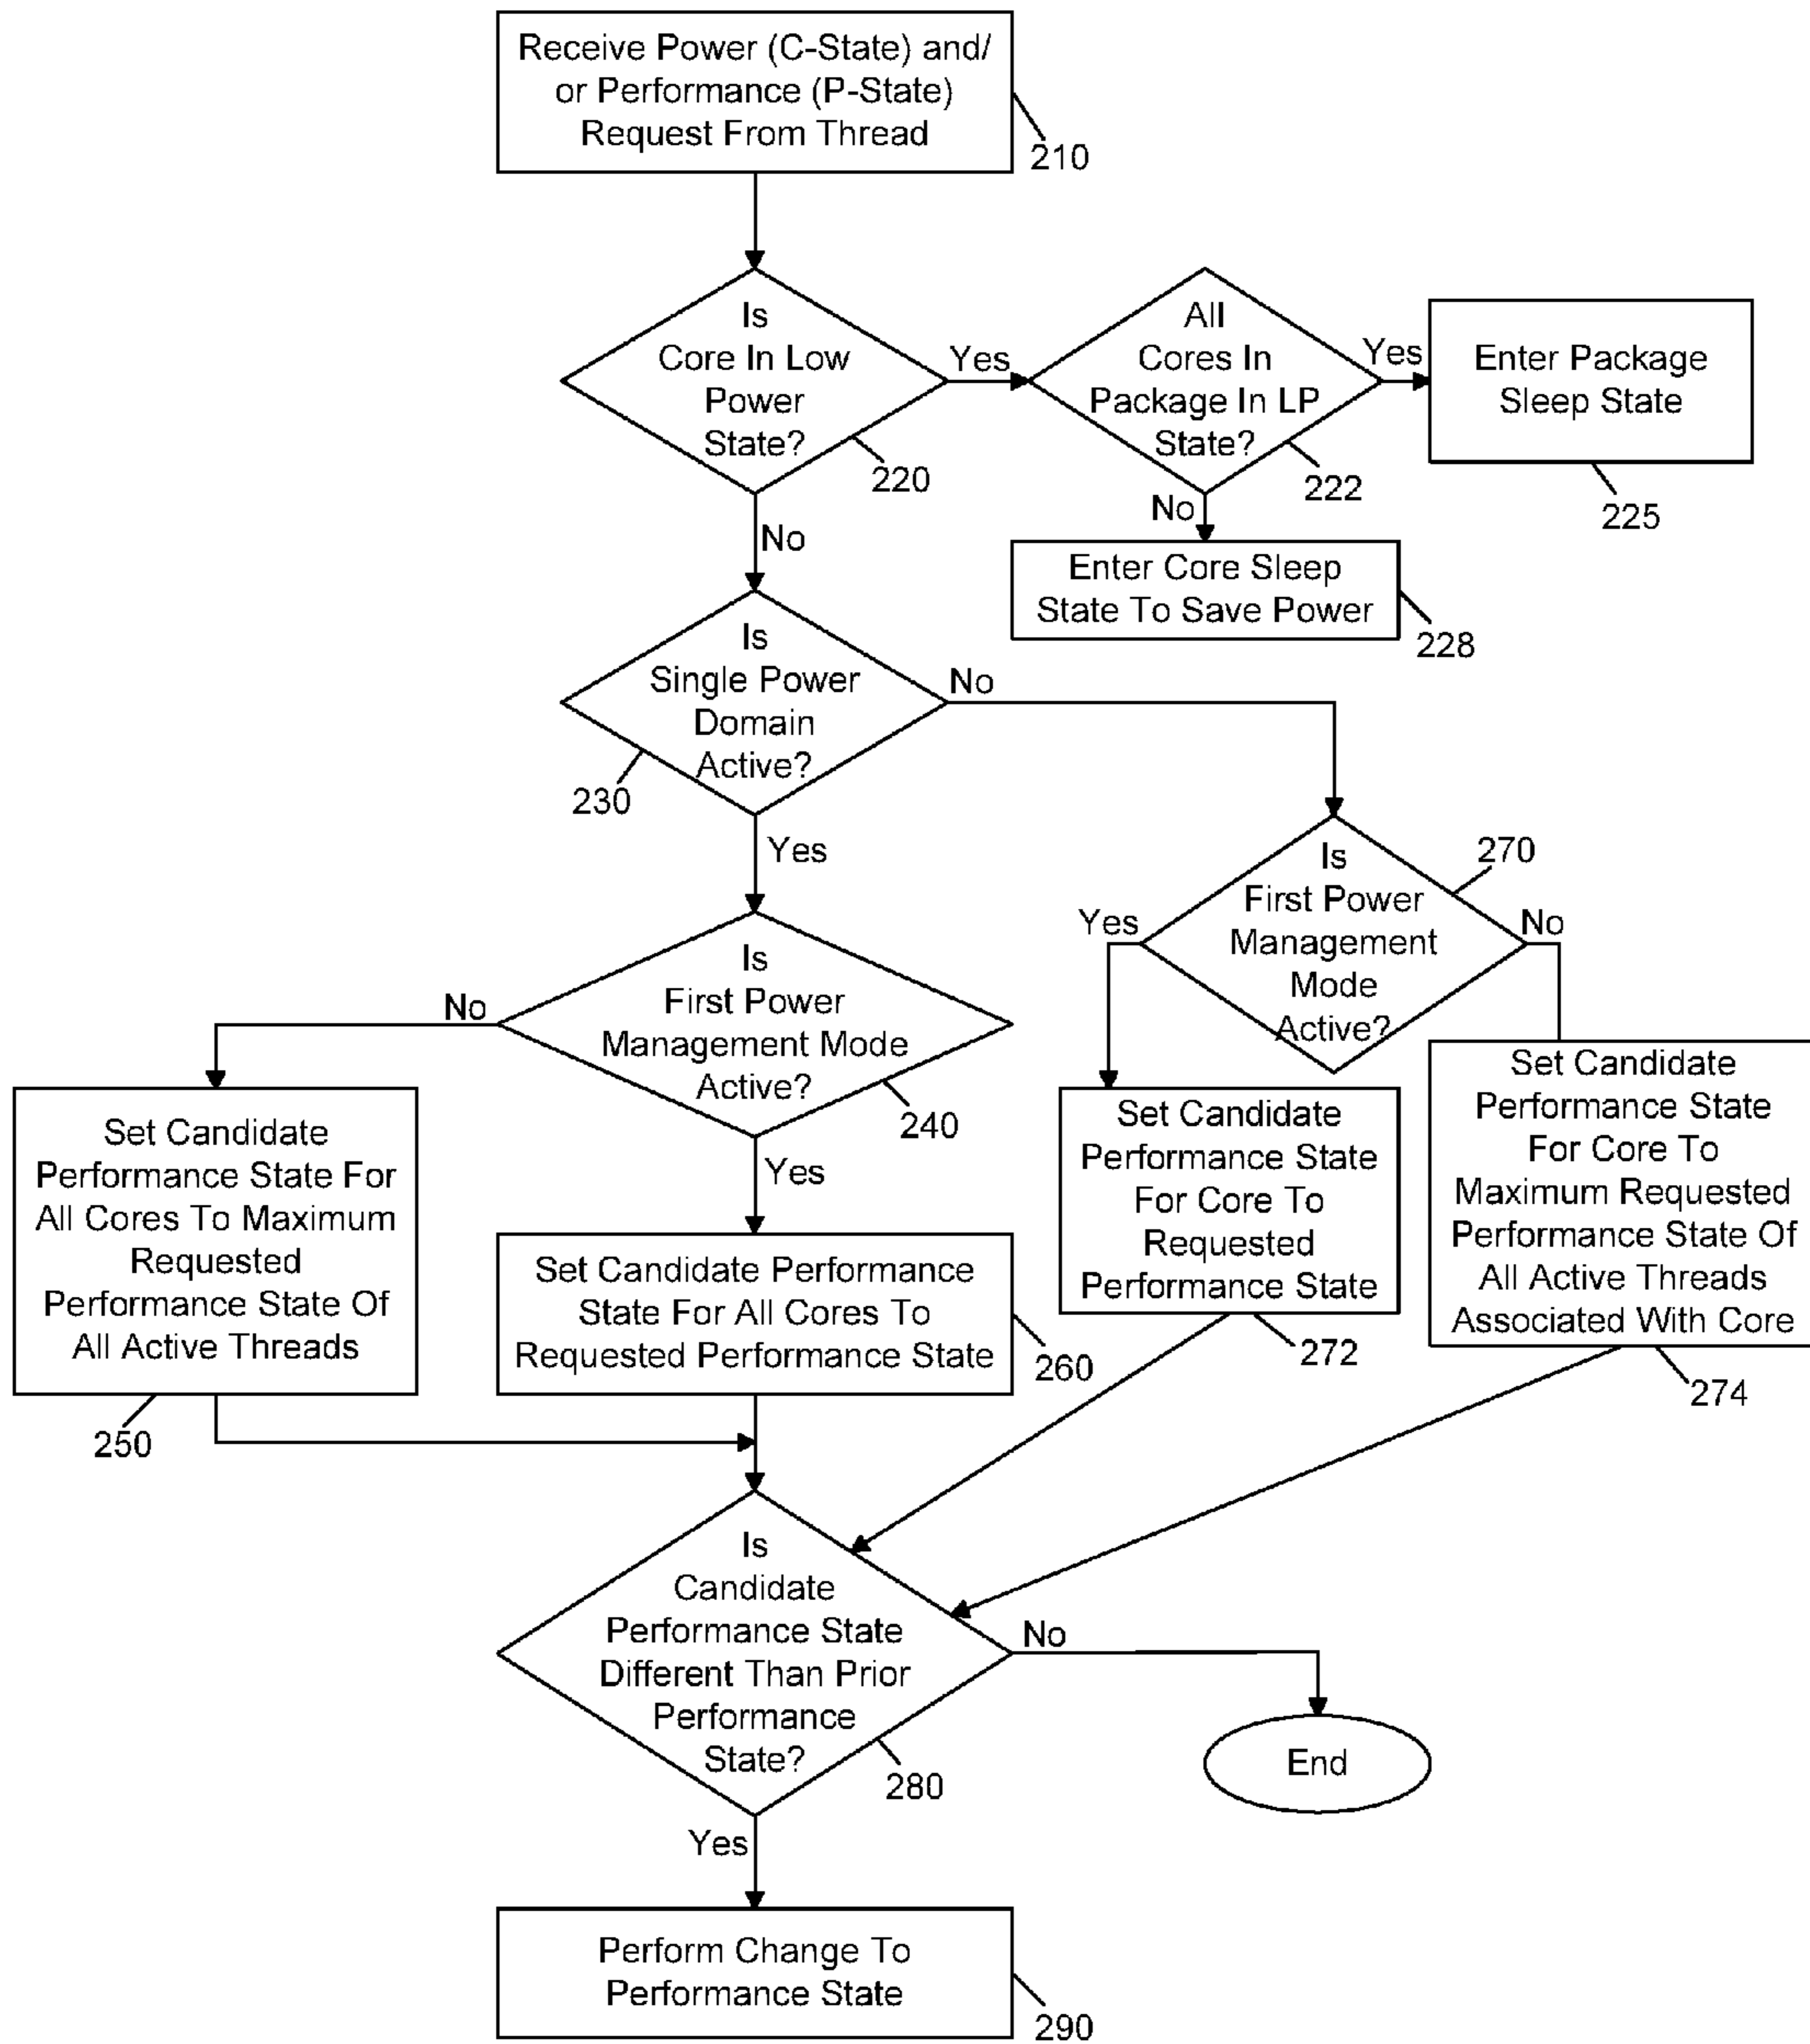 Receive Power (C-State) and/
or Performance (P-State)
Request From Thread
210
Is
Core In Low
Power
State?
220
Yes
All
Cores In
Package In LP
State?
222
Yes
Enter Package
Sleep State
225
No
Enter Core Sleep
State To Save Power
228
No
Is
Single Power
Domain
Active?
230
No
Yes
Is
First Power
Management
Mode
Active?
270
Yes
No
Is
First Power
Management Mode
Active?
240
No
Yes
Set Candidate
Performance State For
All Cores To Maximum
Requested
Performance State Of
All Active Threads
250
Set Candidate Performance
State For All Cores To
Requested Performance State
260
Set Candidate
Performance State
For Core To
Requested
Performance State
272
Set Candidate
Performance State
For Core To
Maximum Requested
Performance State Of
All Active Threads
Associated With Core
274
Is
Candidate
Performance State
Different Than Prior
Performance
State?
280
No
End
Yes
Perform Change To
Performance State
290